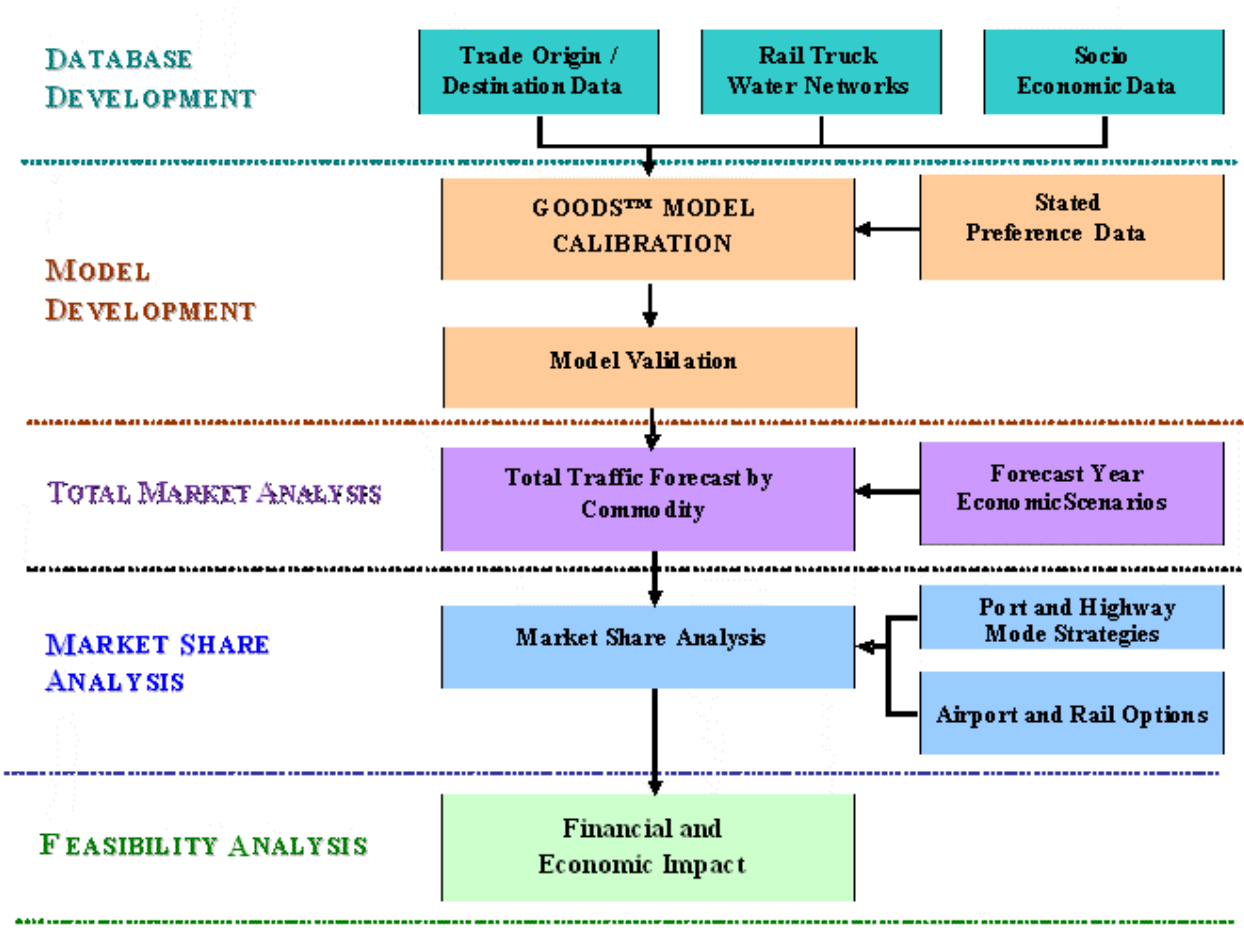 DATABASE
DEVELOPMENT
Trade Origin /
Destination Data
Rail Truck
Water Networks
Socio
Economic Data
MODEL
DEVELOPMENT
GOODS™ MODEL
CALIBRATION
Stated
Preference Data
Model Validation
TOTAL MARKET ANALYSIS
Total Traffic Forecast by
Commodity
Forecast Year
Economic Scenarios
MARKET SHARE
ANALYSIS
Market Share Analysis
Port and Highway
Mode Strategies
Airport and Rail Options
FEASIBILITY ANALYSIS
Financial and
Economic Impact